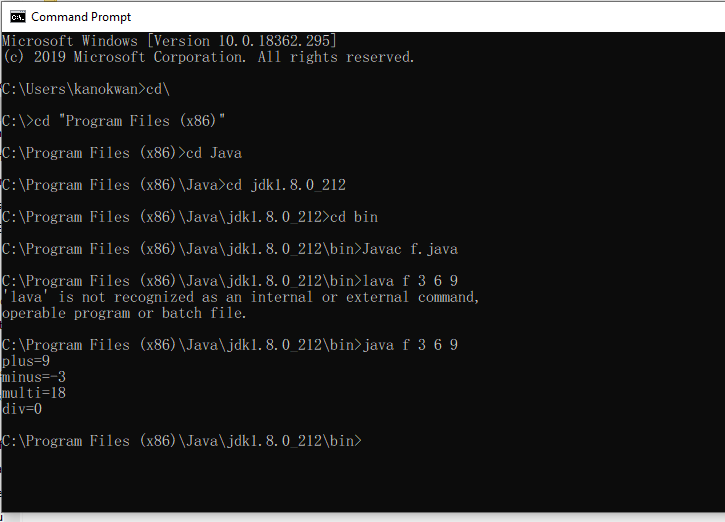 Command Prompt
Microsoft Windows [Version 10.0.18362.295]
(c) 2019 Microsoft Corporation. All rights reserved.
C:\Users\kanokwan>cd\
C:\>cd "Program Files (x86)"
C:\Program Files (x86)>cd Java
C:\Program Files (x86)\Java>cd jdk1.8.0_212
C:\Program Files (x86)\Java\jdk1.8.0_212>cd bin
C:\Program Files (x86)\Java\jdk1.8.0_212\bin>Javac f.java
C:\Program Files (x86)\Java\jdk1.8.0_212\bin>lava f 3 6 9
'lava' is not recognized as an internal or external command,
operable program or batch file.
C:\Program Files (x86)\Java\jdk1.8.0_212\bin>java f 3 6 9
plus=9
minus=-3
multi=18
div=0
C:\Program Files (x86)\Java\jdk1.8.0_212\bin>